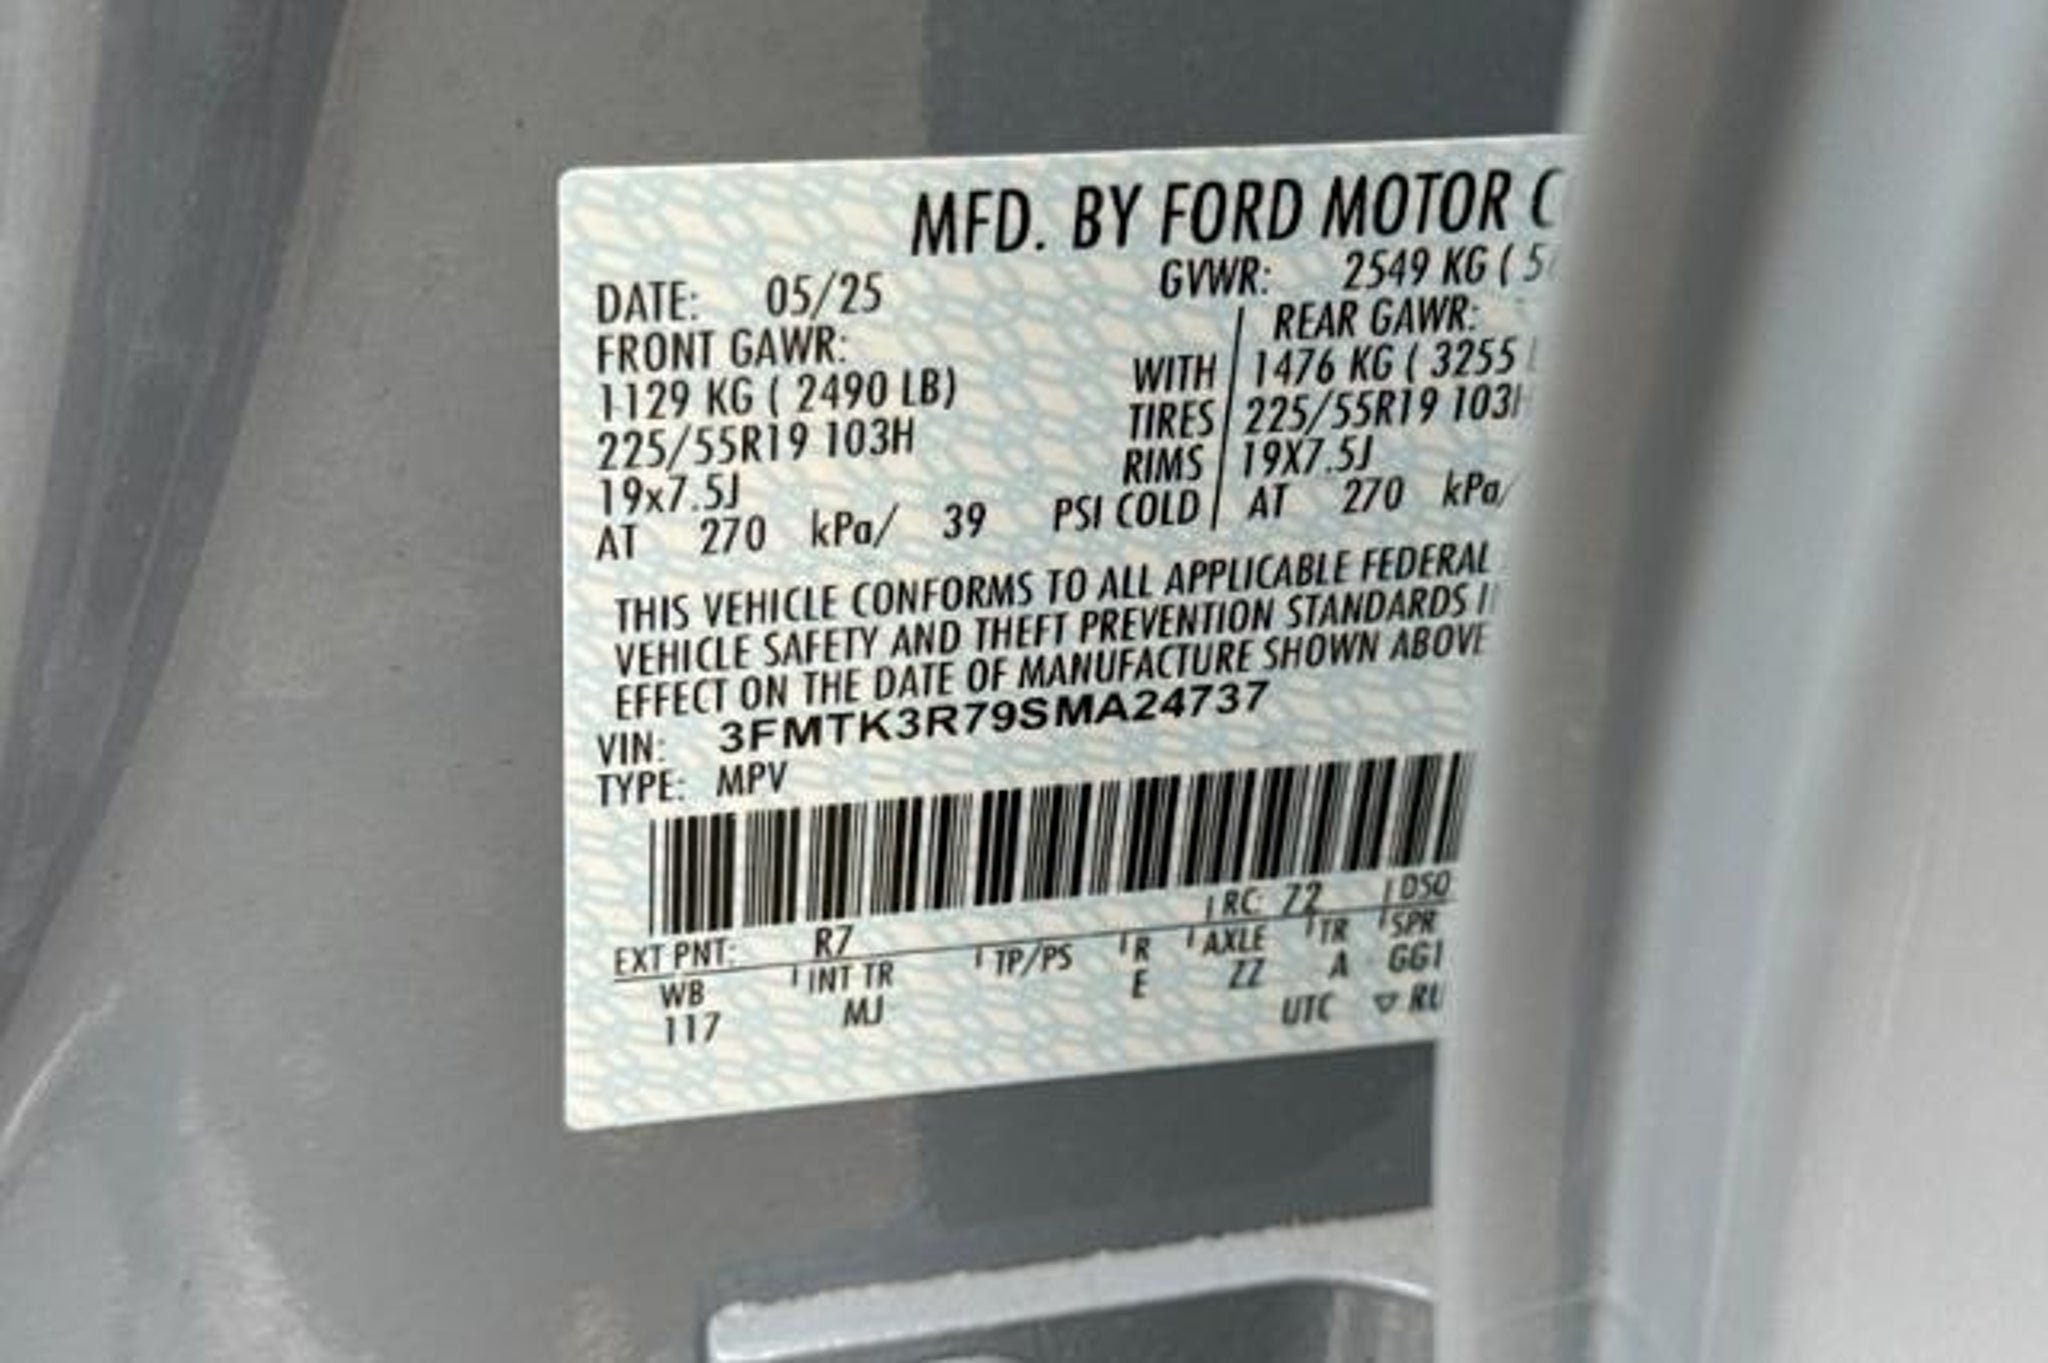 MFD. BY FORD MOTOR C
DATE: 05/25 GVWR: 2549 KG ( 5
FRONT GAWR: REAR GAWR:
1129 KG ( 2490 LB) WITH 1476 KG ( 3255
225/55R19 103H TIRES 225/55R19 103H
19x7.5J RIMS 19X7.5J
AT 270 kPa/ 39 PSI COLD AT 270 kPa/
THIS VEHICLE CONFORMS TO ALL APPLICABLE FEDERAL
VEHICLE SAFETY AND THEFT PREVENTION STANDARDS I
EFFECT ON THE DATE OF MANUFACTURE SHOWN ABOVE
VIN: 3FMTK3R79SMA24737
TYPE: MPV
EXT PNT: R7 RC: 72 DSO
WB INT TR TP/PS R AXLE TR SPR
117 MJ E ZZ A GG1
UTC ▽ RU